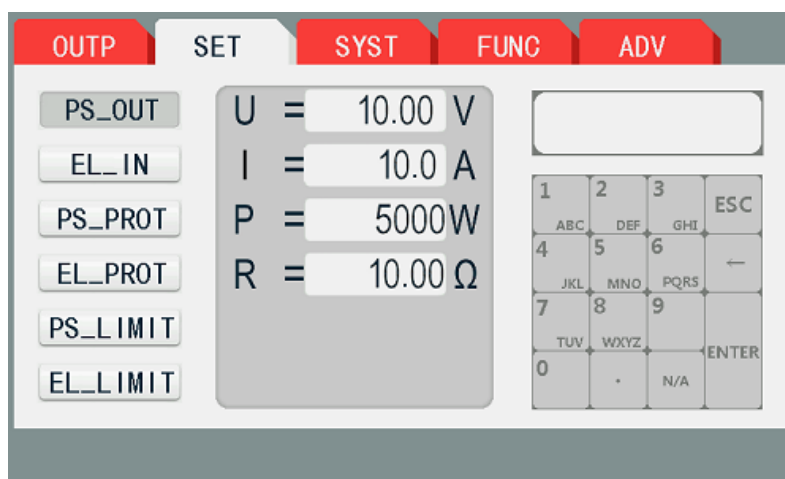 OUTP SET SYST FUNC ADV
PS_OUT
EL_IN
PS_PROT
EL_PROT
PS_LIMIT
EL_LIMIT
U = 10.00 V
I = 10.0 A
P = 5000W
R = 10.00 Ω
1 ABC 2 DEF 3 GHI ESC
4 JKL 5 MNO 6 PQRS ←
7 TUV 8 WXYZ 9 ENTER
0 . N/A